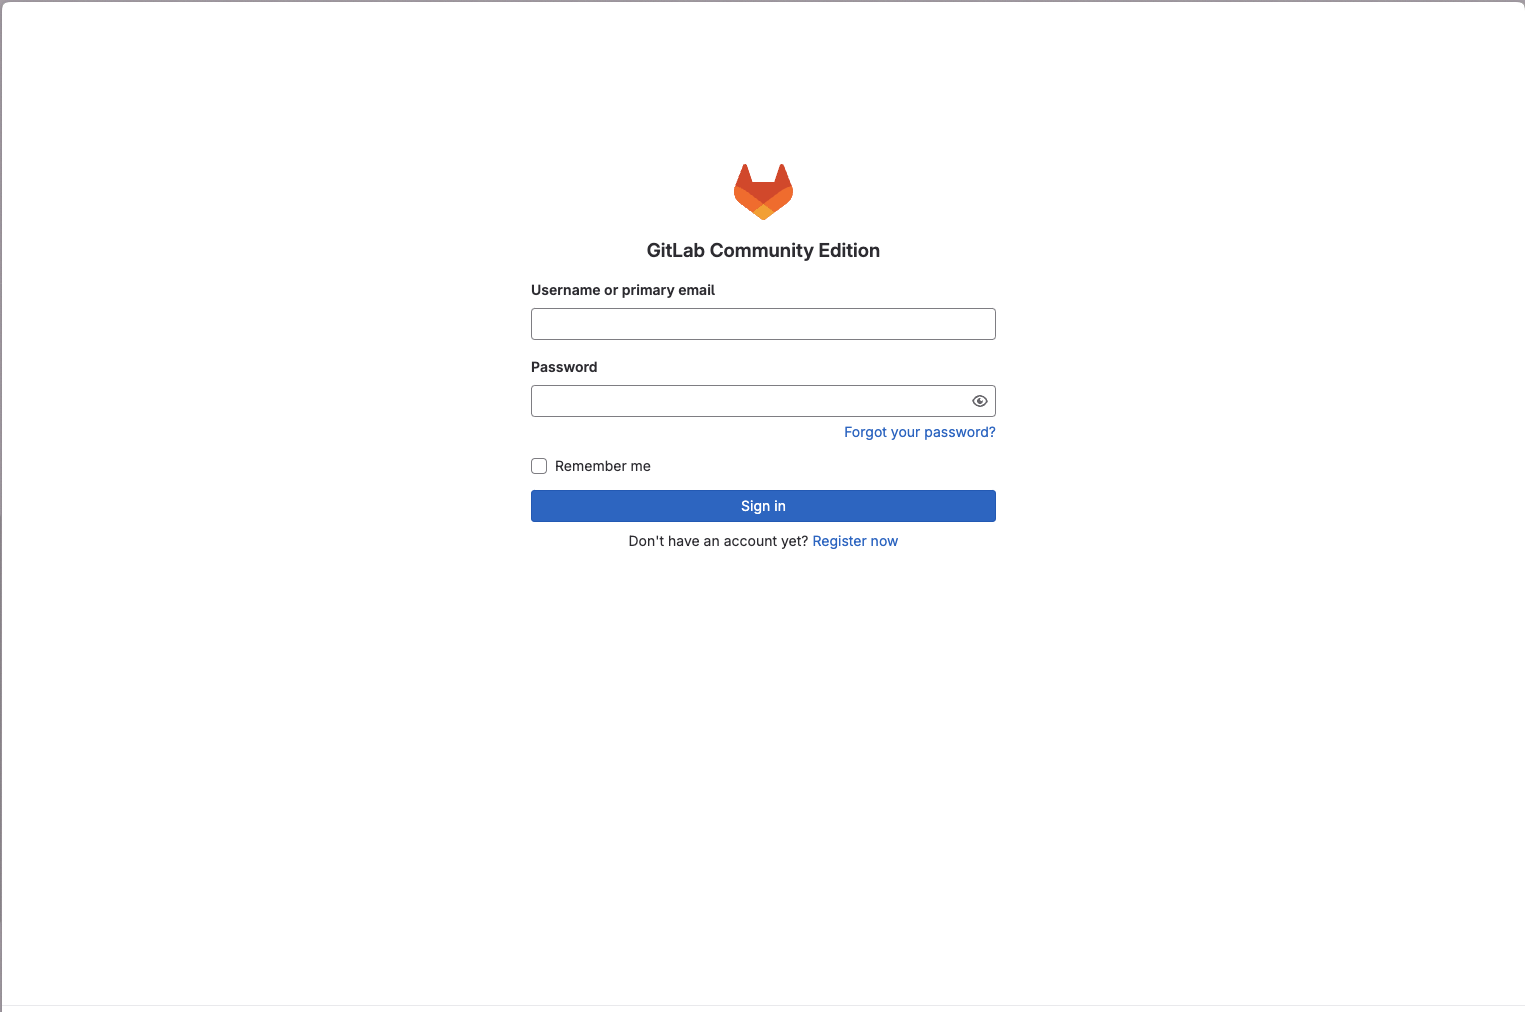 GitLab Community Edition
Username or primary email
Password
Forgot your password?
Remember me
Sign in
Don't have an account yet? Register now